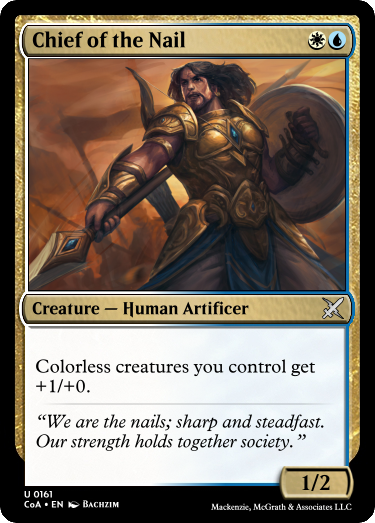 Chief of the Nail
Creature — Human Artificer
Colorless creatures you control get
+1/+0.
“We are the nails; sharp and steadfast.
Our strength holds together society.”
1/2
U 0161
CoA • EN Bachzim
Mackenzie, McGrath & Associates LLC